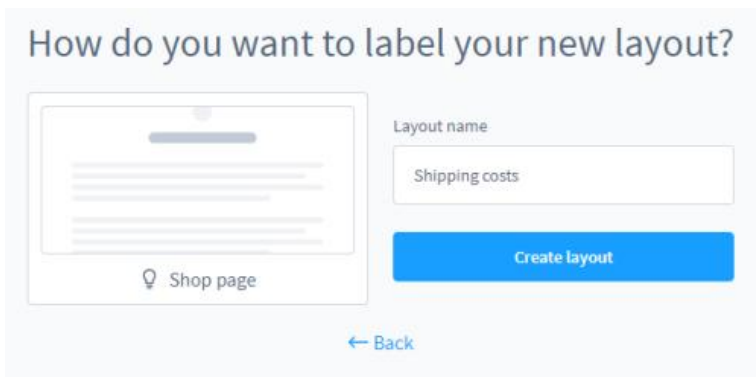 How do you want to label your new layout?
Layout name
Shipping costs
Create layout
Shop page
← Back